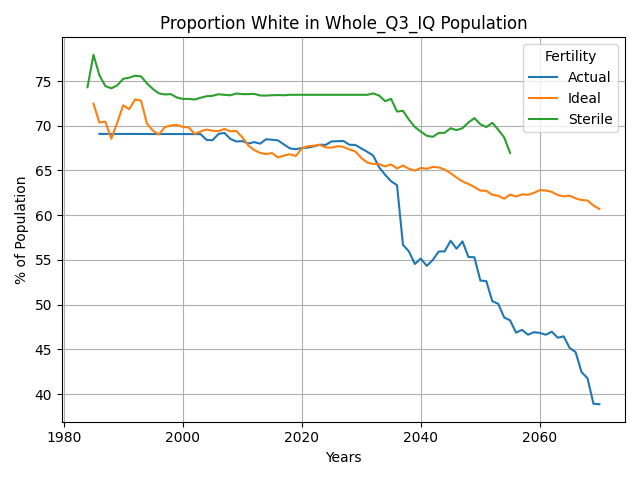 Proportion White in Whole_Q3_IQ Population
Fertility
Actual
Ideal
Sterile
% of Population
75
70
65
60
55
50
45
40
1980
2000
2020
2040
2060
Years